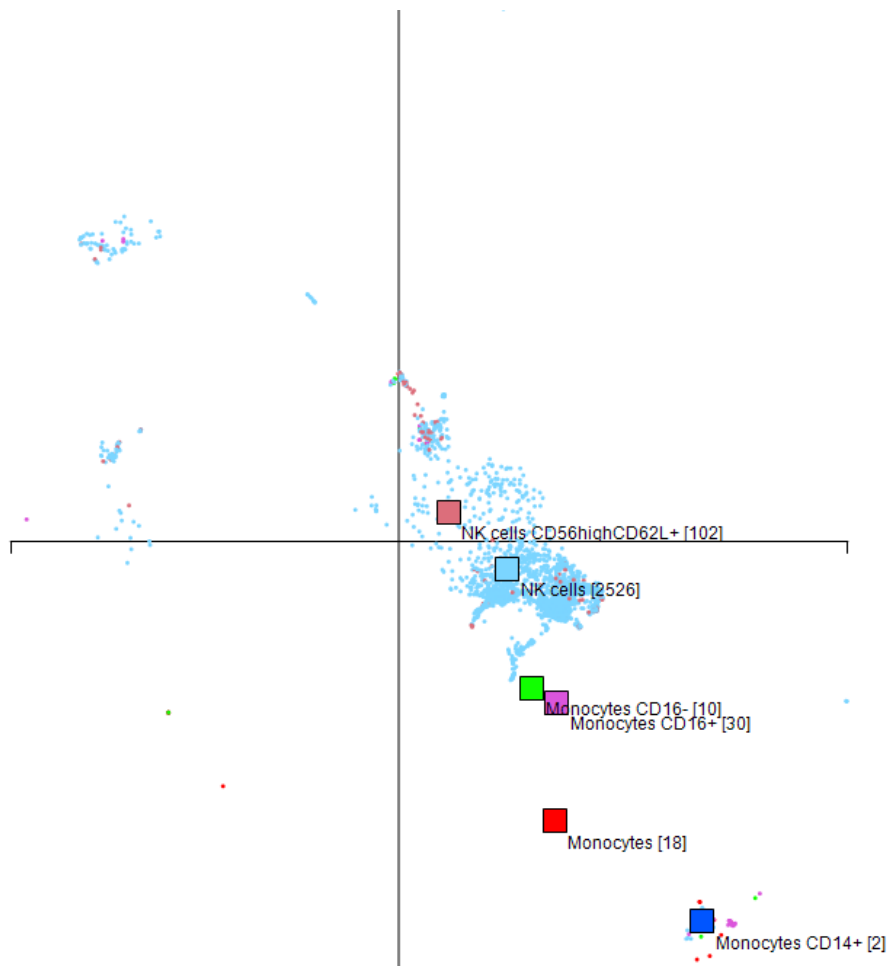 NK cells CD56highCD62L+ [102]
NK cells [2526]
Monocytes CD16- [10]
Monocytes CD16+ [30]
Monocytes [18]
Monocytes CD14+ [2]